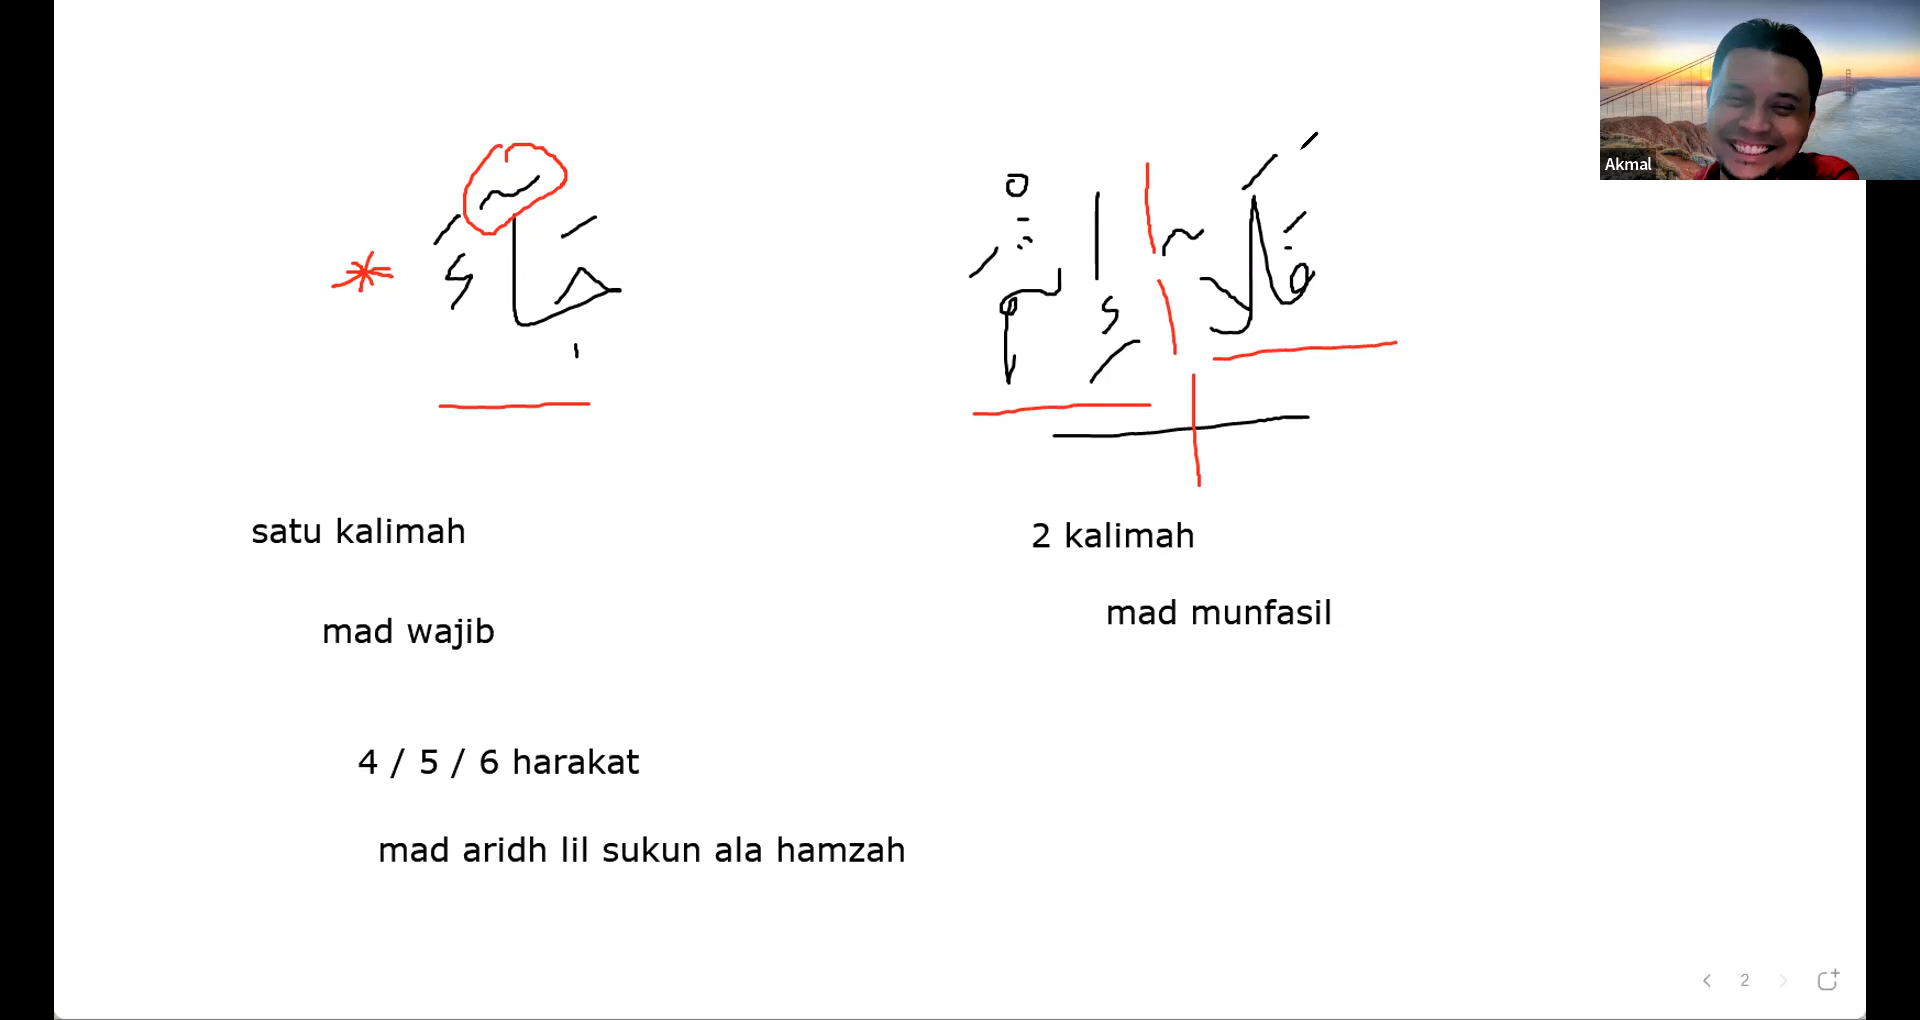 Akmal
جَآءَ
satu kalimah
mad wajib
4 / 5 / 6 harakat
mad aridh lil sukun ala hamzah
2 kalimah
mad munfasil
2